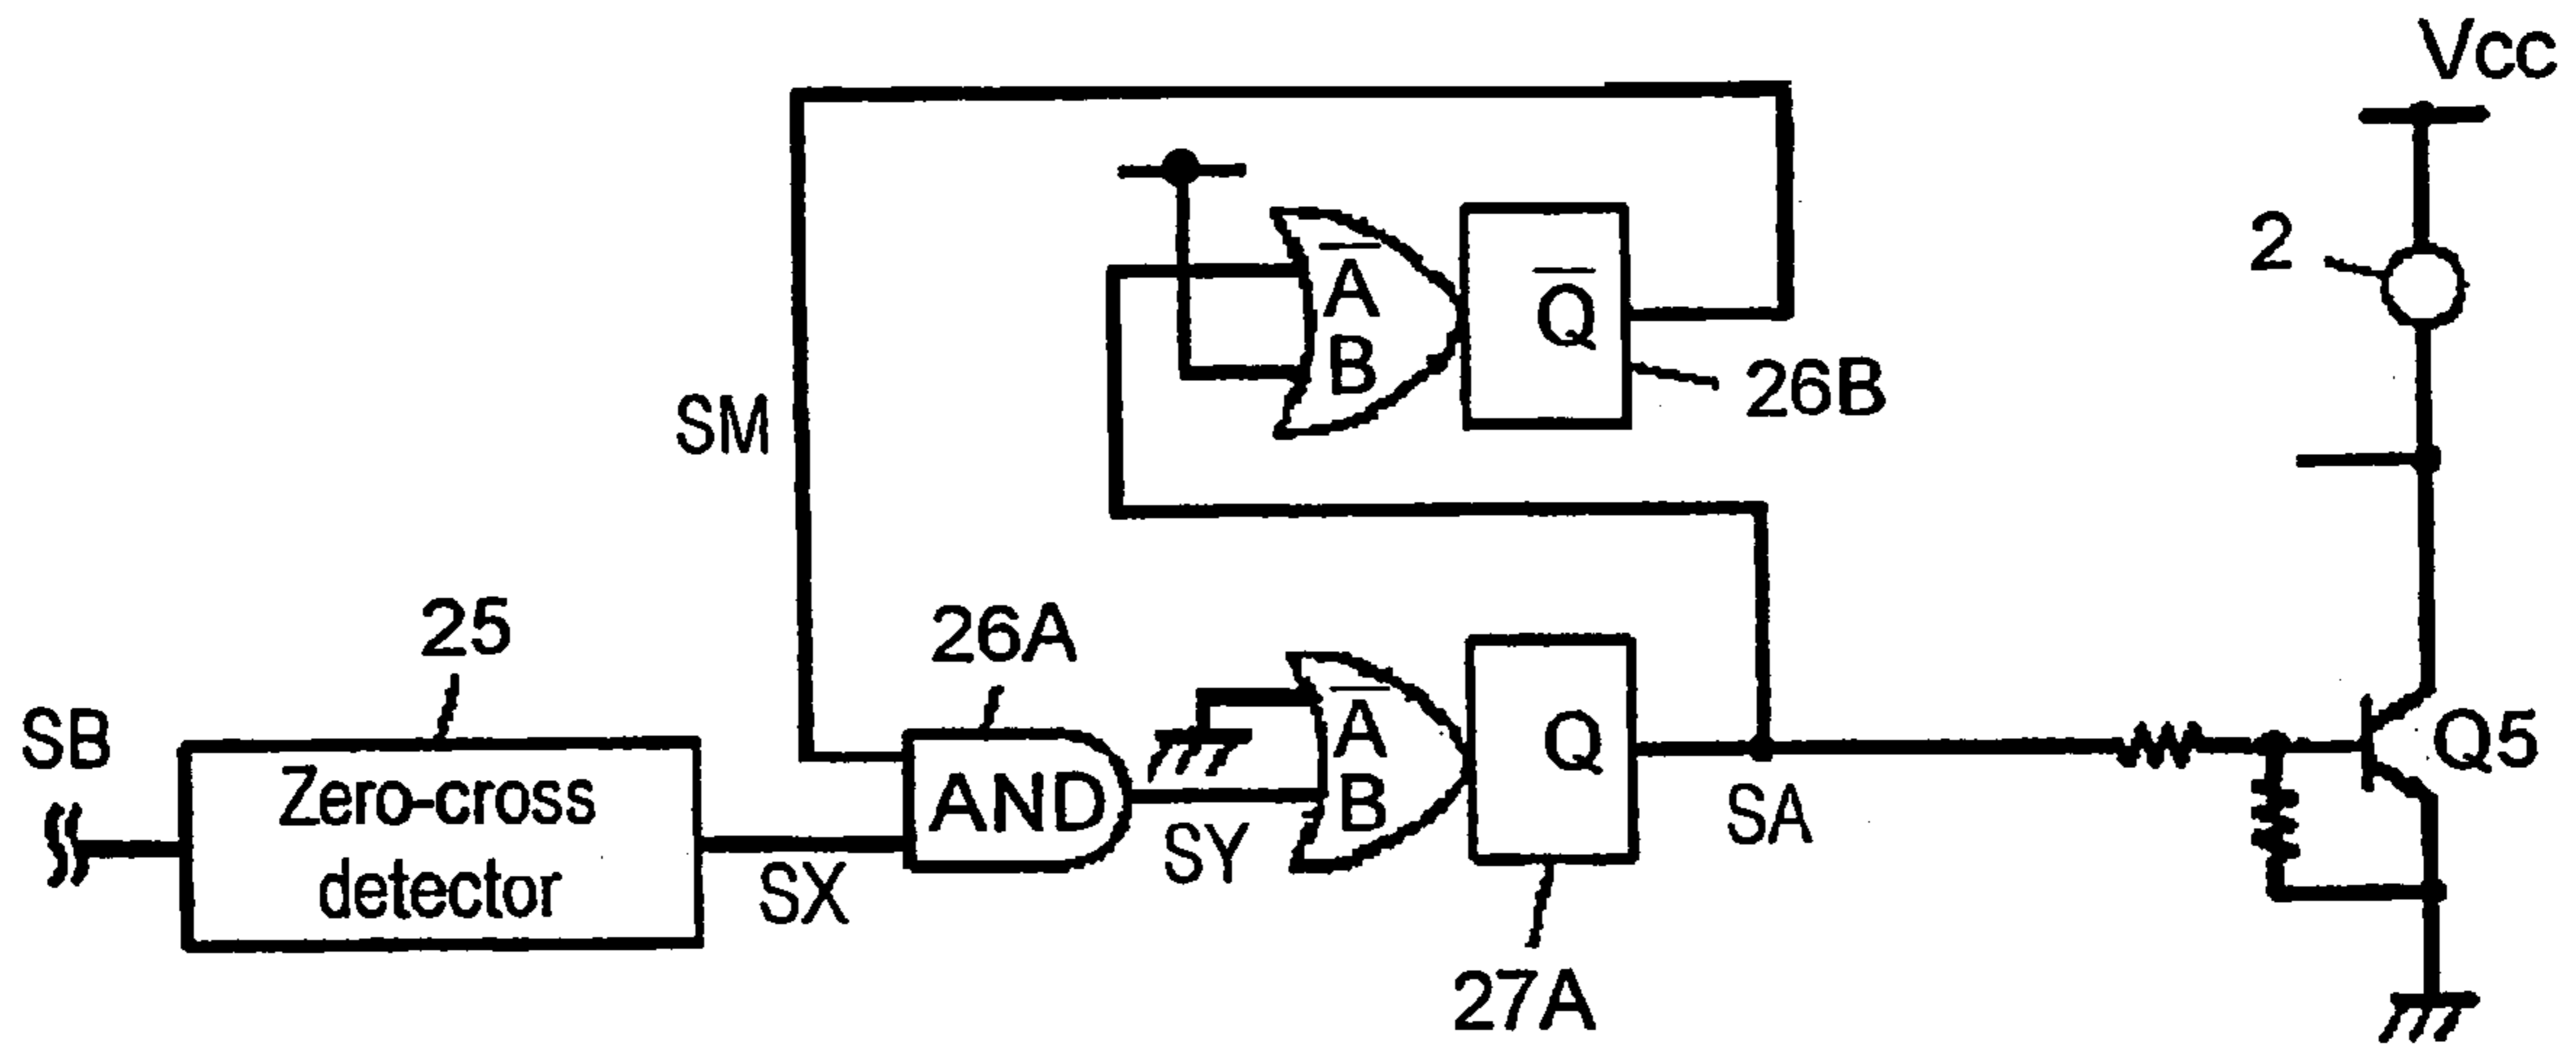 Vcc
2
A̅
B
Q̅
26B
SM
25
26A
SB
Zero-cross
detector
AND
A̅
B
Q
Q5
SX
SY
SA
27A